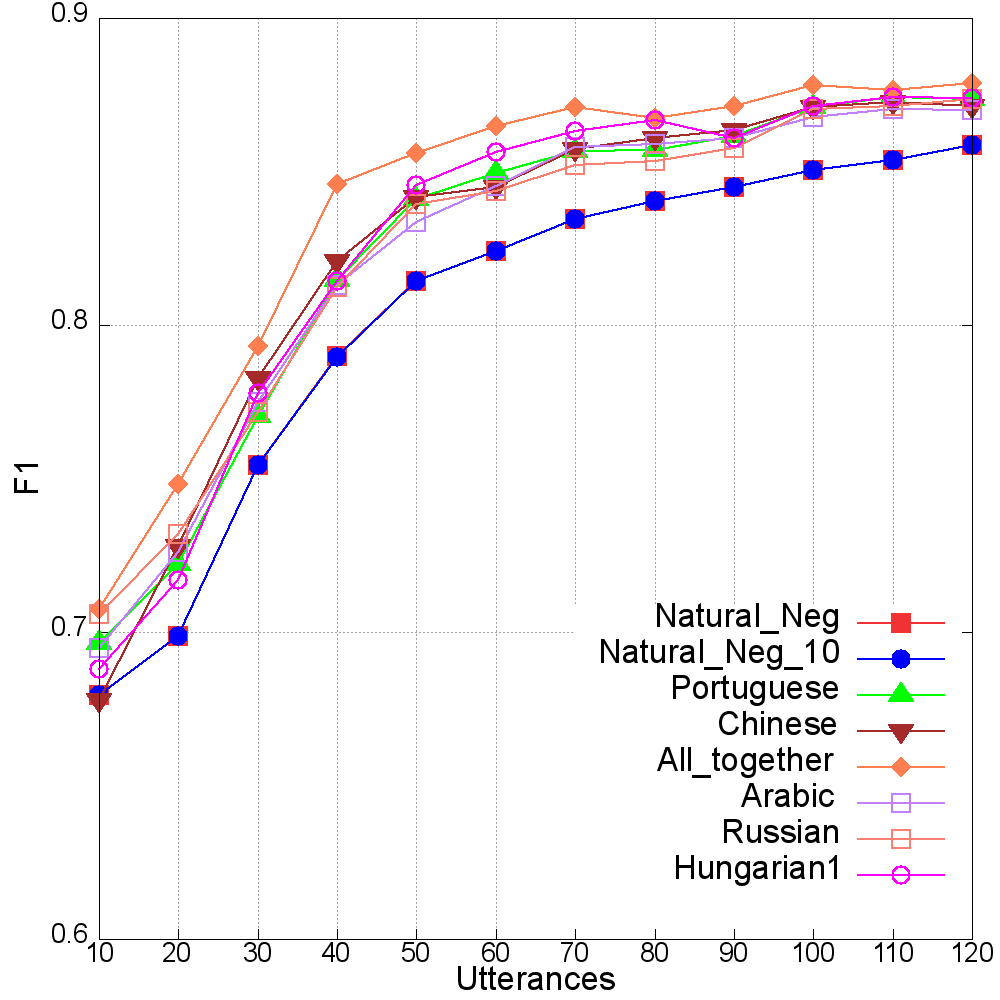 0.9
0.8
0.7
0.6
F1
Natural_Neg
Natural_Neg_10
Portuguese
Chinese
All_together
Arabic
Russian
Hungarian1
10 20 30 40 50 60 70 80 90 100 110 120
Utterances